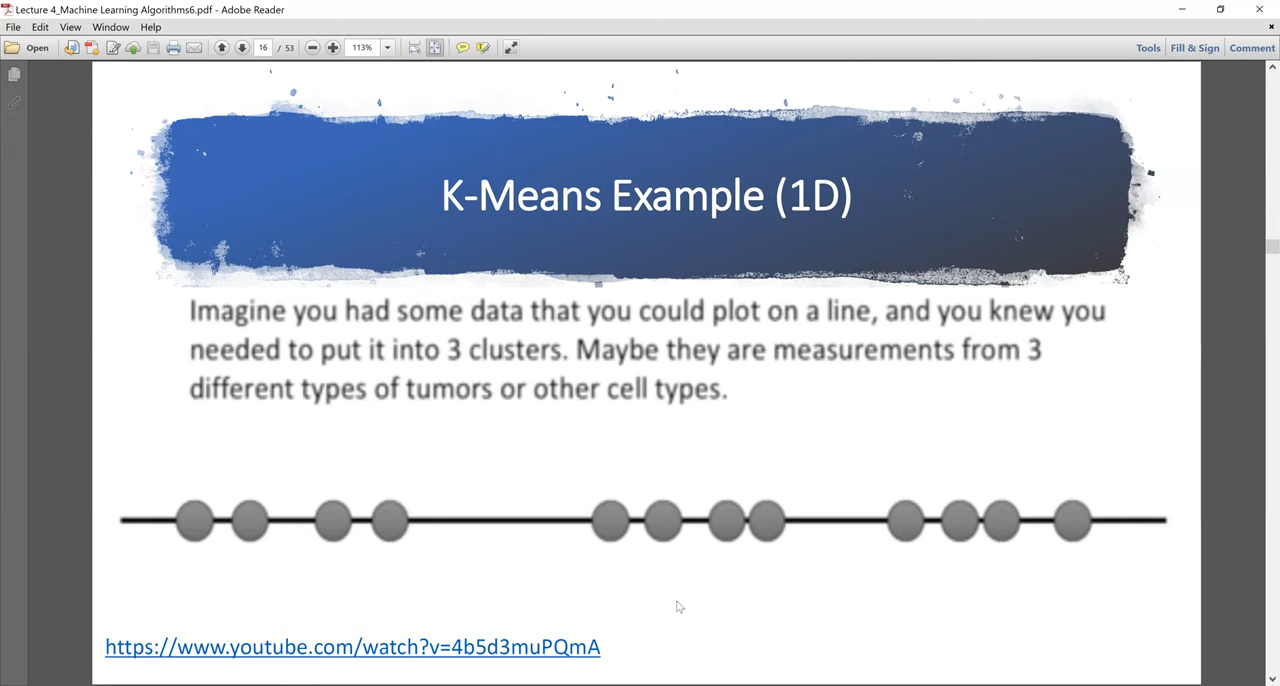 Lecture 4_Machine Learning Algorithms6.pdf - Adobe Reader
File Edit View Window Help
Open 16 / 53 113% Tools Fill & Sign Comment
K-Means Example (1D)
Imagine you had some data that you could plot on a line, and you knew you
needed to put it into 3 clusters. Maybe they are measurements from 3
different types of tumors or other cell types.
https://www.youtube.com/watch?v=4b5d3muPQmA